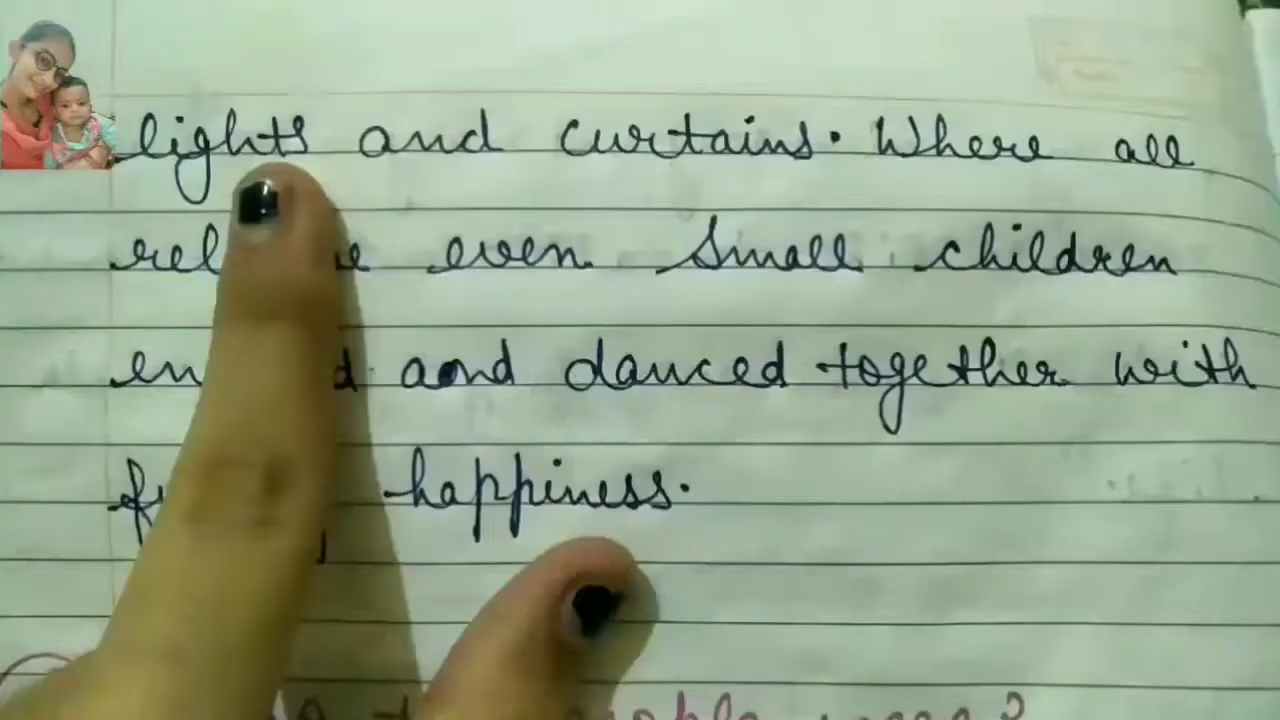 lights and curtains. Where all
even small children
and danced together with
happiness.